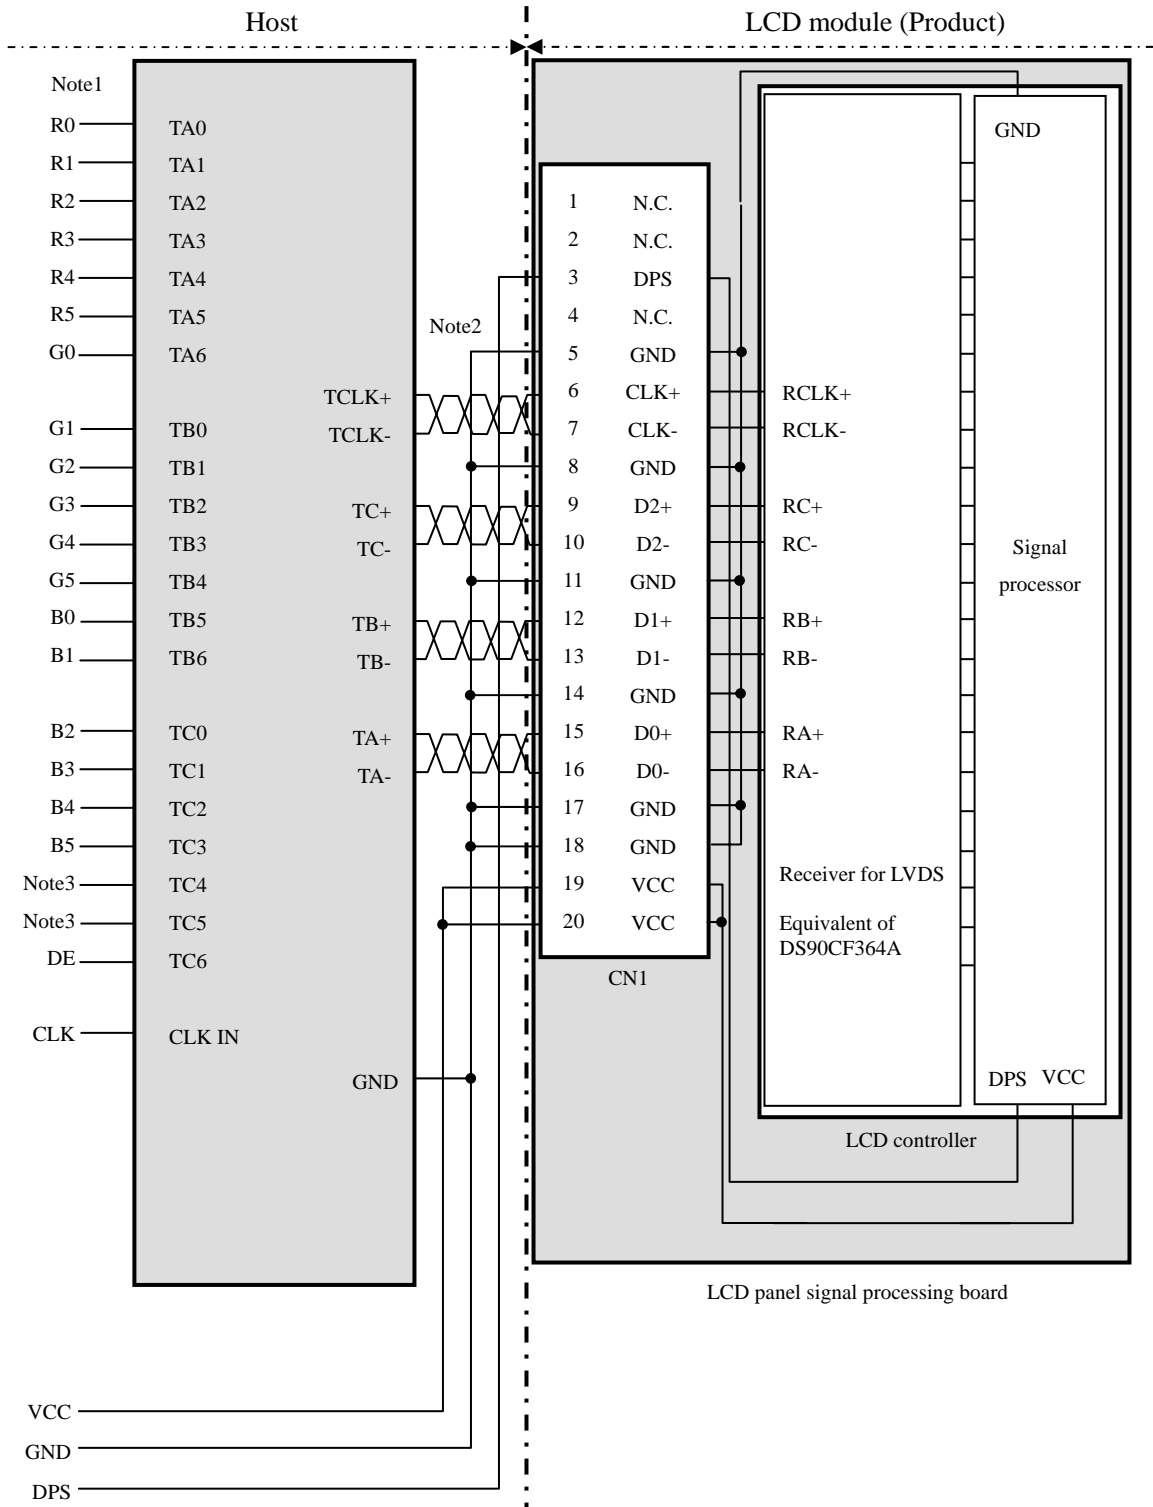 Host
LCD module (Product)
Note1
R0 TA0
R1 TA1
R2 TA2
R3 TA3
R4 TA4
R5 TA5
G0 TA6
G1 TB0
G2 TB1
G3 TB2
G4 TB3
G5 TB4
B0 TB5
B1 TB6
B2 TC0
B3 TC1
B4 TC2
B5 TC3
Note3 TC4
Note3 TC5
DE TC6
CLK CLK IN
TCLK+
TCLK-
TC+
TC-
TB+
TB-
TA+
TA-
GND
Note2
1 N.C.
2 N.C.
3 DPS
4 N.C.
5 GND
6 CLK+
7 CLK-
8 GND
9 D2+
10 D2-
11 GND
12 D1+
13 D1-
14 GND
15 D0+
16 D0-
17 GND
18 GND
19 VCC
20 VCC
CN1
RCLK+
RCLK-
RC+
RC-
RB+
RB-
RA+
RA-
Receiver for LVDS
Equivalent of
DS90CF364A
GND
Signal
processor
DPS VCC
LCD controller
LCD panel signal processing board
VCC
GND
DPS